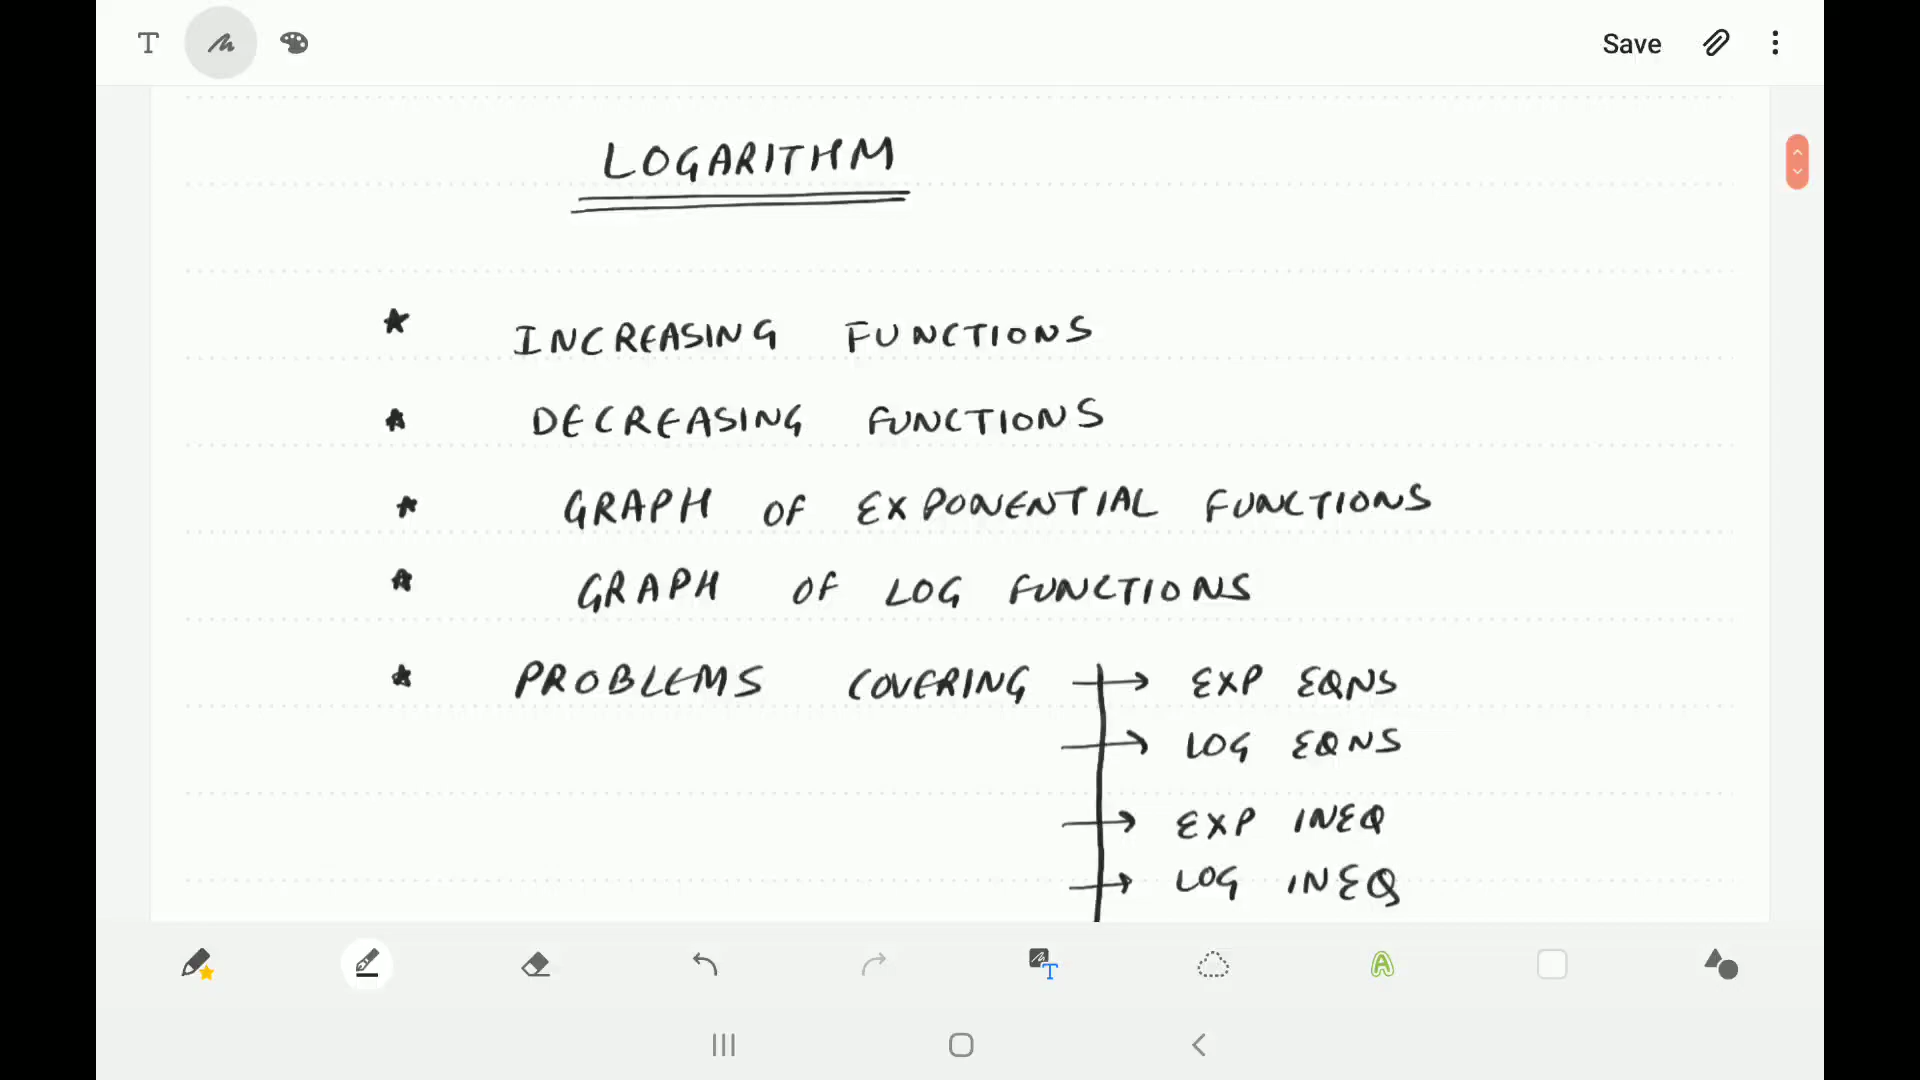 Save
LOGARITHM
INCREASING FUNCTIONS
DECREASING FUNCTIONS
GRAPH OF EXPONENTIAL FUNCTIONS
GRAPH OF LOG FUNCTIONS
PROBLEMS COVERING → EXP EQNS
→ LOG EQNS
→ EXP INEQ
→ LOG INEQ